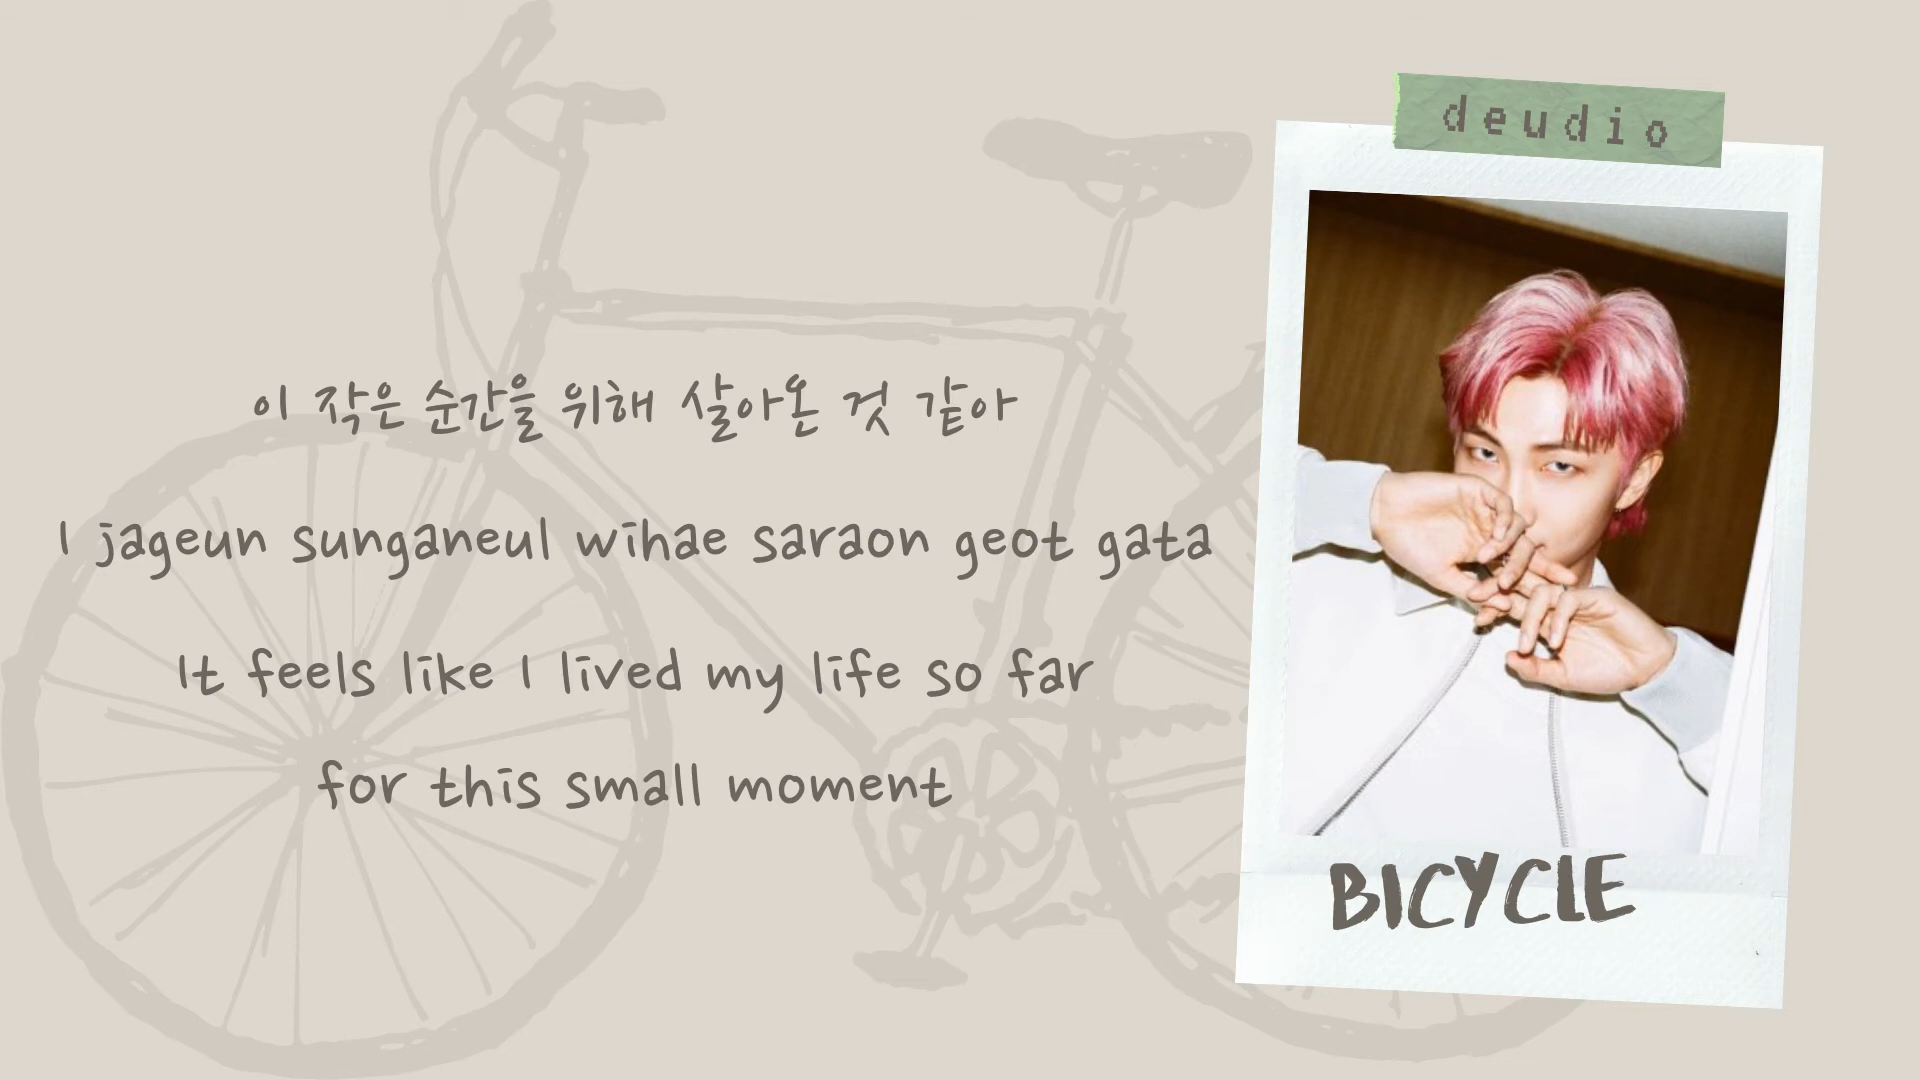 이 작은 순간을 위해 살아온 것 같아
I jageun sunganeul wihae saraon geot gata
It feels like I lived my life so far
for this small moment
deudio
BICYCLE